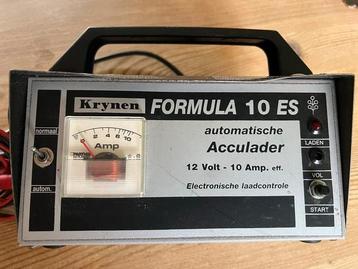 Krynen FORMULA 10 ES
automatische
Acculader
12 Volt - 10 Amp. eff.
Electronische laadcontrole
normaal
autom.
Amp
LADEN
VOL
START